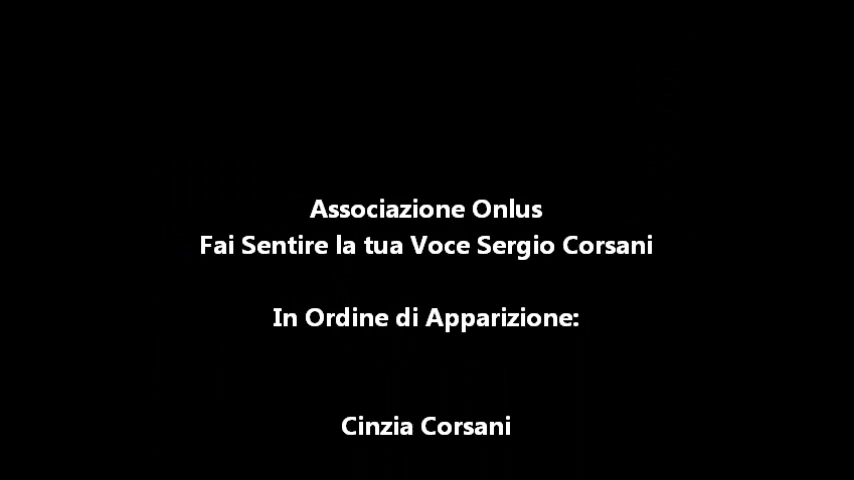 Associazione Onlus
Fai Sentire la tua Voce Sergio Corsani
In Ordine di Apparizione:
Cinzia Corsani